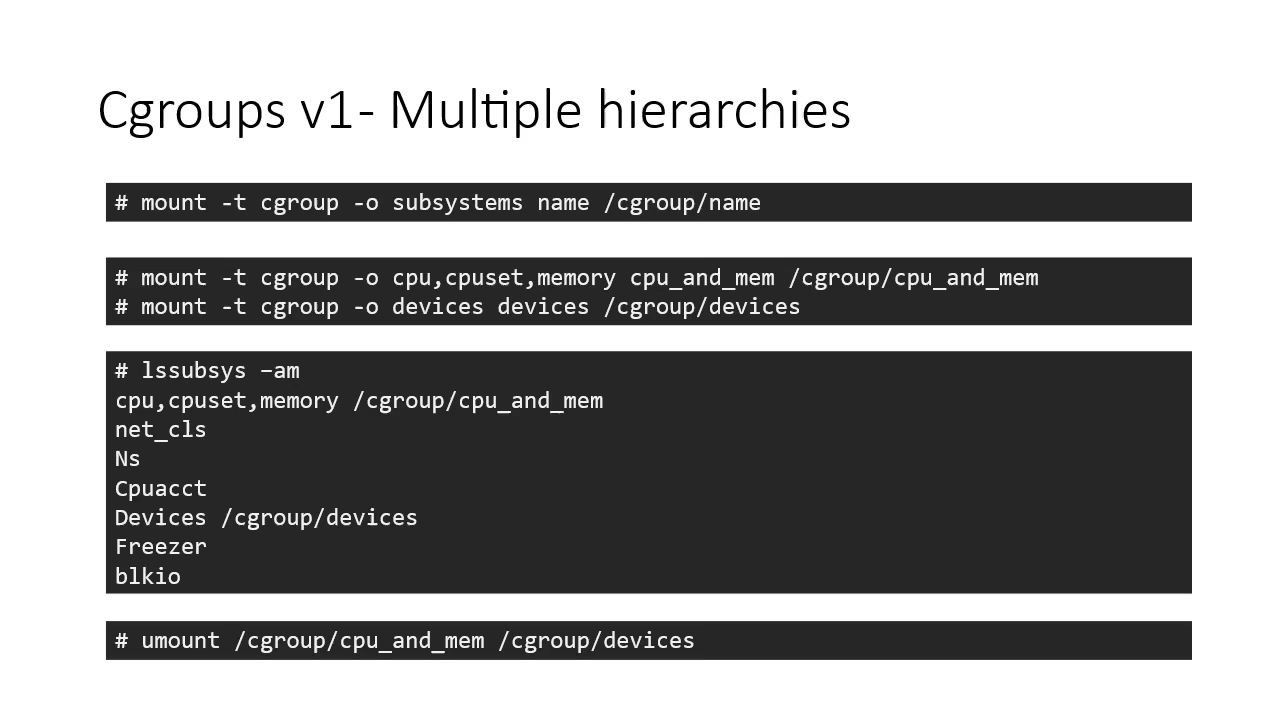 Cgroups v1- Multiple hierarchies
# mount -t cgroup -o subsystems name /cgroup/name
# mount -t cgroup -o cpu,cpuset,memory cpu_and_mem /cgroup/cpu_and_mem
# mount -t cgroup -o devices devices /cgroup/devices
# lssubsys –am
cpu,cpuset,memory /cgroup/cpu_and_mem
net_cls
Ns
Cpuacct
Devices /cgroup/devices
Freezer
blkio
# umount /cgroup/cpu_and_mem /cgroup/devices